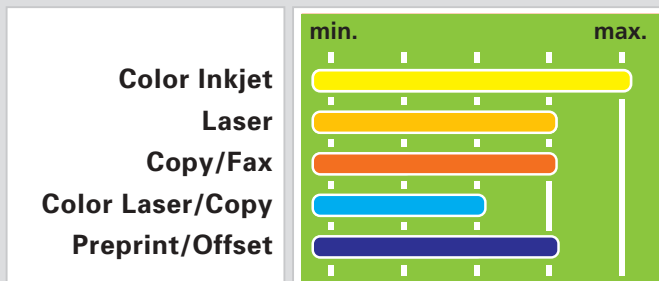 min. max.
Color Inkjet
Laser
Copy/Fax
Color Laser/Copy
Preprint/Offset